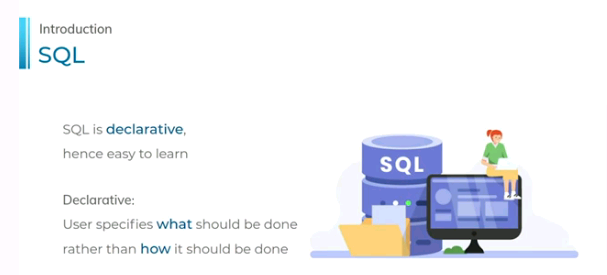 Introduction
SQL
SQL is declarative,
hence easy to learn
Declarative:
User specifies what should be done
rather than how it should be done
SQL